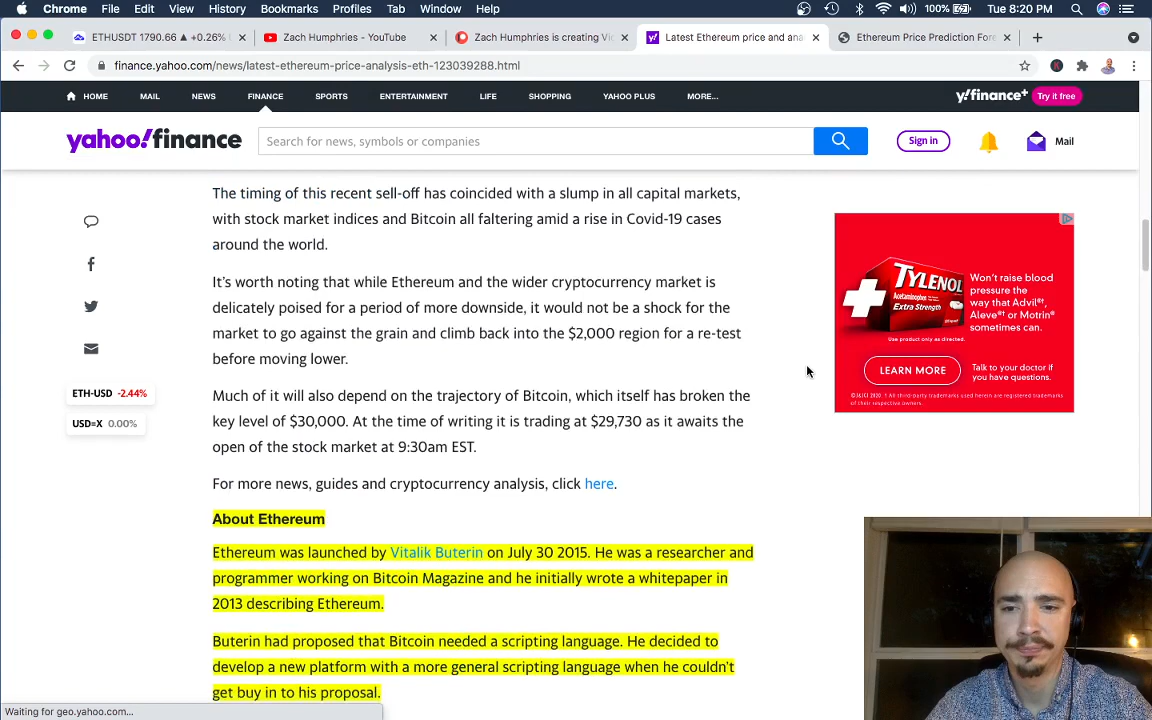 Chrome File Edit View History Bookmarks Profiles Tab Window Help 100% Tue 8:20 PM
ETHUSDT 1790.66 ▲ +0.26% Zach Humphries - YouTube Zach Humphries is creating Vi Latest Ethereum price and ana Ethereum Price Prediction Fore
finance.yahoo.com/news/latest-ethereum-price-analysis-eth-123039288.html
HOME MAIL NEWS FINANCE SPORTS ENTERTAINMENT LIFE SHOPPING YAHOO PLUS MORE... y!finance+ Try it free
yahoo!finance Search for news, symbols or companies Sign in Mail
The timing of this recent sell-off has coincided with a slump in all capital markets,
with stock market indices and Bitcoin all faltering amid a rise in Covid-19 cases
around the world.
It's worth noting that while Ethereum and the wider cryptocurrency market is
delicately poised for a period of more downside, it would not be a shock for the
market to go against the grain and climb back into the $2,000 region for a re-test
before moving lower.
Much of it will also depend on the trajectory of Bitcoin, which itself has broken the
key level of $30,000. At the time of writing it is trading at $29,730 as it awaits the
open of the stock market at 9:30am EST.
For more news, guides and cryptocurrency analysis, click here.
About Ethereum
Ethereum was launched by Vitalik Buterin on July 30 2015. He was a researcher and
programmer working on Bitcoin Magazine and he initially wrote a whitepaper in
2013 describing Ethereum.
Buterin had proposed that Bitcoin needed a scripting language. He decided to
develop a new platform with a more general scripting language when he couldn't
get buy in to his proposal.
ETH-USD -2.44%
USD=X 0.00%
TYLENOL
Acetaminophen
Extra Strength
Won't raise blood
pressure the
way that Advil®,
Aleve® or Motrin®
sometimes can.
Use product only as directed.
LEARN MORE
Talk to your doctor if
you have questions.
Waiting for geo.yahoo.com...